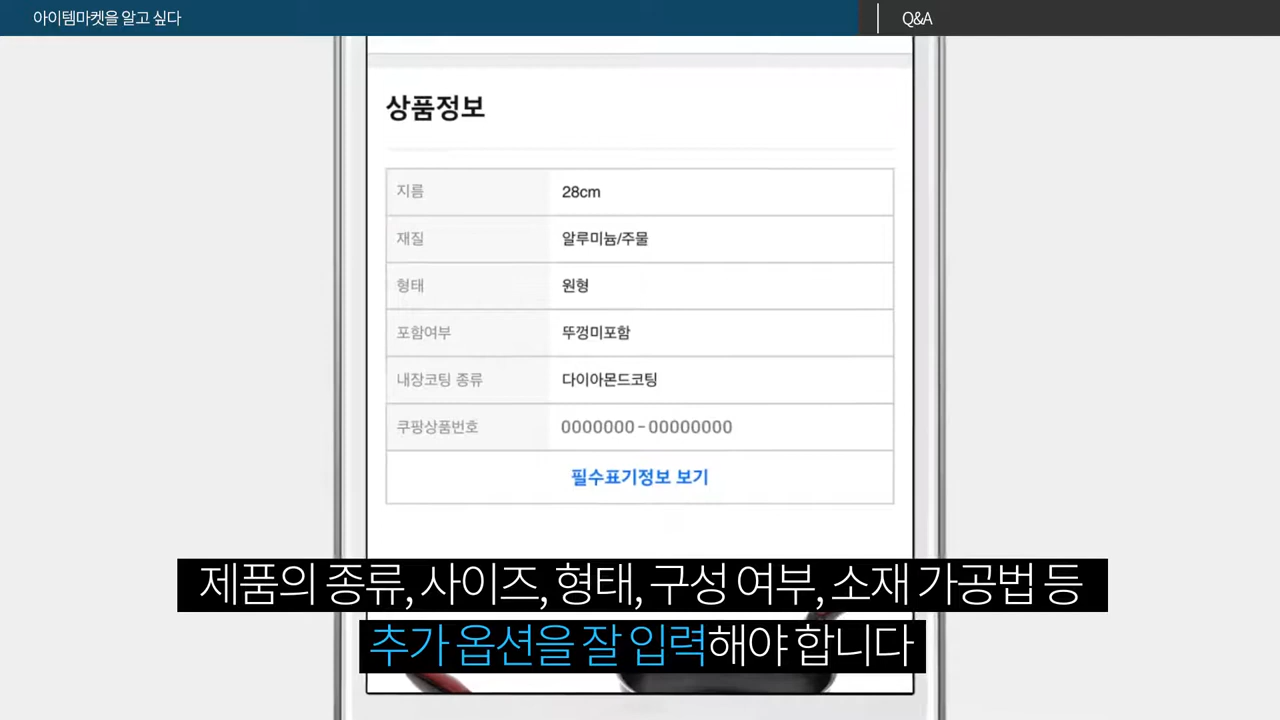 아이템마켓을 알고 싶다
Q&A
상품정보
지름 28cm
재질 알루미늄/주물
형태 원형
포함여부 뚜껑미포함
내장코팅 종류 다이아몬드코팅
쿠팡상품번호 0000000 - 00000000
필수표기정보 보기
제품의 종류, 사이즈, 형태, 구성 여부, 소재 가공법 등
추가 옵션을 잘 입력해야 합니다